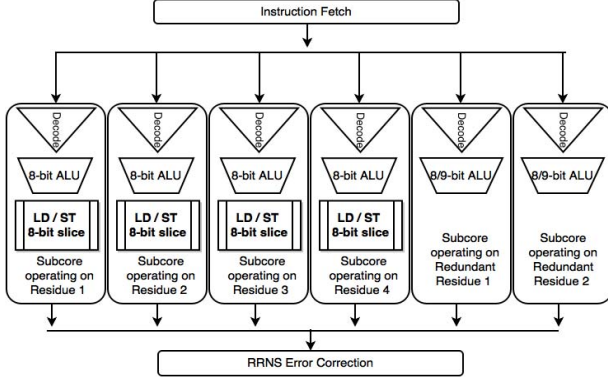 Instruction Fetch
Decode
8-bit ALU
LD / ST
8-bit slice
Subcore
operating on
Residue 1
Decode
8-bit ALU
LD / ST
8-bit slice
Subcore
operating on
Residue 2
Decode
8-bit ALU
LD / ST
8-bit slice
Subcore
operating on
Residue 3
Decode
8-bit ALU
LD / ST
8-bit slice
Subcore
operating on
Residue 4
Decode
8/9-bit ALU
Subcore
operating on
Redundant
Residue 1
Decode
8/9-bit ALU
Subcore
operating on
Redundant
Residue 2
RRNS Error Correction